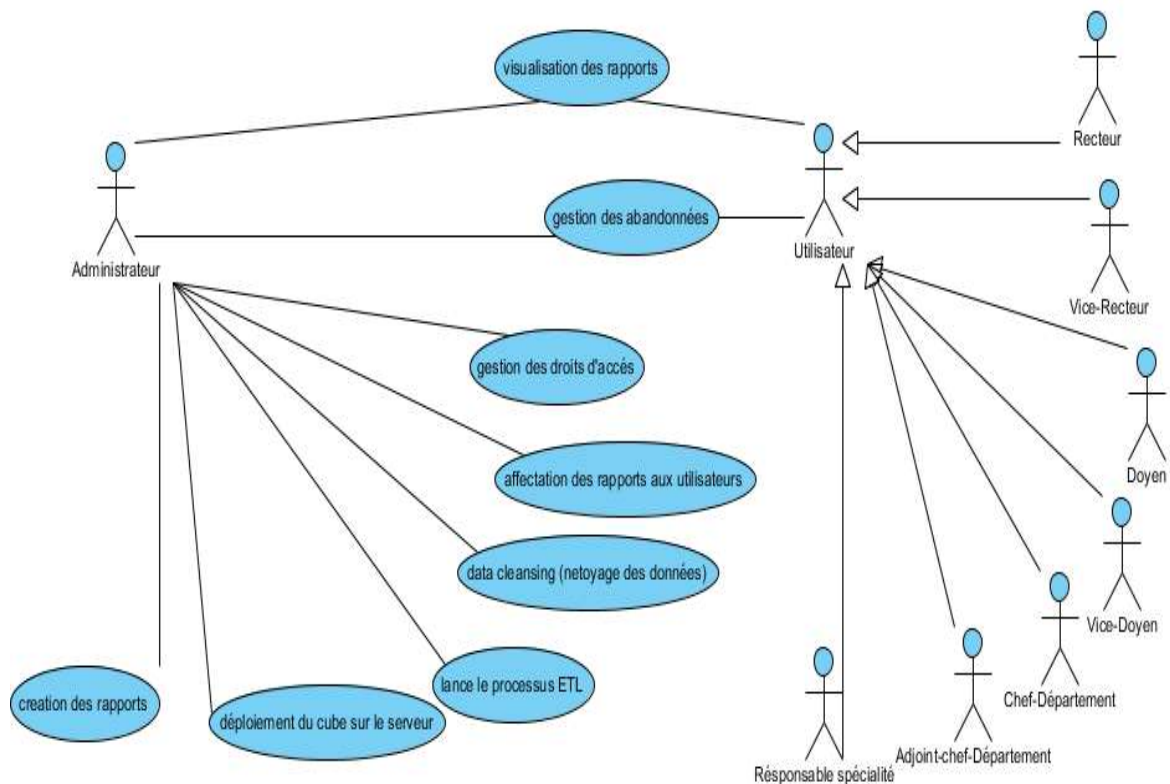 visualisation des rapports
Recteur
gestion des abandonnées
Utilisateur
Administrateur
Vice-Recteur
gestion des droits d'accés
Doyen
affectation des rapports aux utilisateurs
data cleansing (netoyage des données)
Vice-Doyen
lance le processus ETL
creation des rapports
déploiement du cube sur le serveur
Chef-Département
Adjoint-chef-Département
Résponsable spécialité